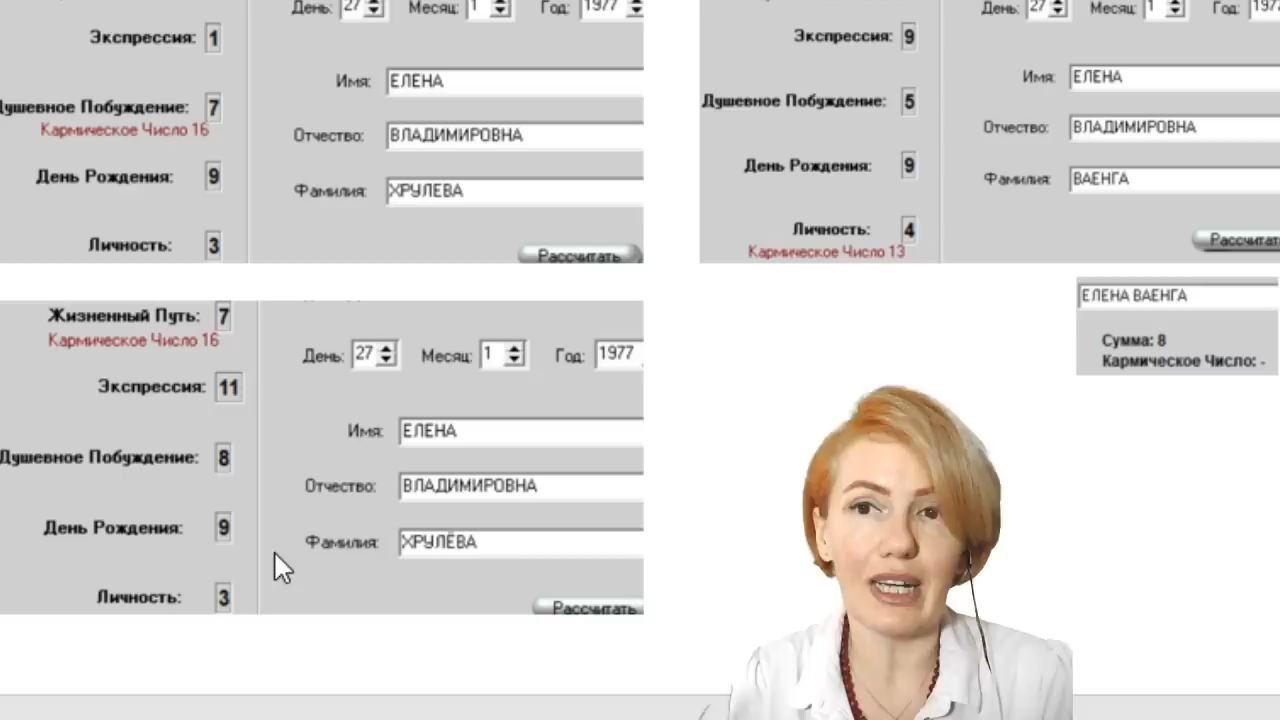 День: 27 Месяц: 1 Год: 1977
Экспрессия: 1
Имя: ЕЛЕНА
Душевное Побуждение: 7
Кармическое Число 16
Отчество: ВЛАДИМИРОВНА
День Рождения: 9
Фамилия: ХРУЛЕВА
Личность: 3
Рассчитать
День: 27 Месяц: 1 Год: 197
Экспрессия: 9
Имя: ЕЛЕНА
Душевное Побуждение: 5
Отчество: ВЛАДИМИРОВНА
День Рождения: 9
Фамилия: ВАЕНГА
Личность: 4
Кармическое Число 13
Рассчитат
ЕЛЕНА ВАЕНГА
Сумма: 8
Кармическое Число: -
Жизненный Путь: 7
Кармическое Число 16
День: 27 Месяц: 1 Год: 1977
Экспрессия: 11
Имя: ЕЛЕНА
Душевное Побуждение: 8
Отчество: ВЛАДИМИРОВНА
День Рождения: 9
Фамилия: ХРУЛЁВА
Личность: 3
Рассчитать